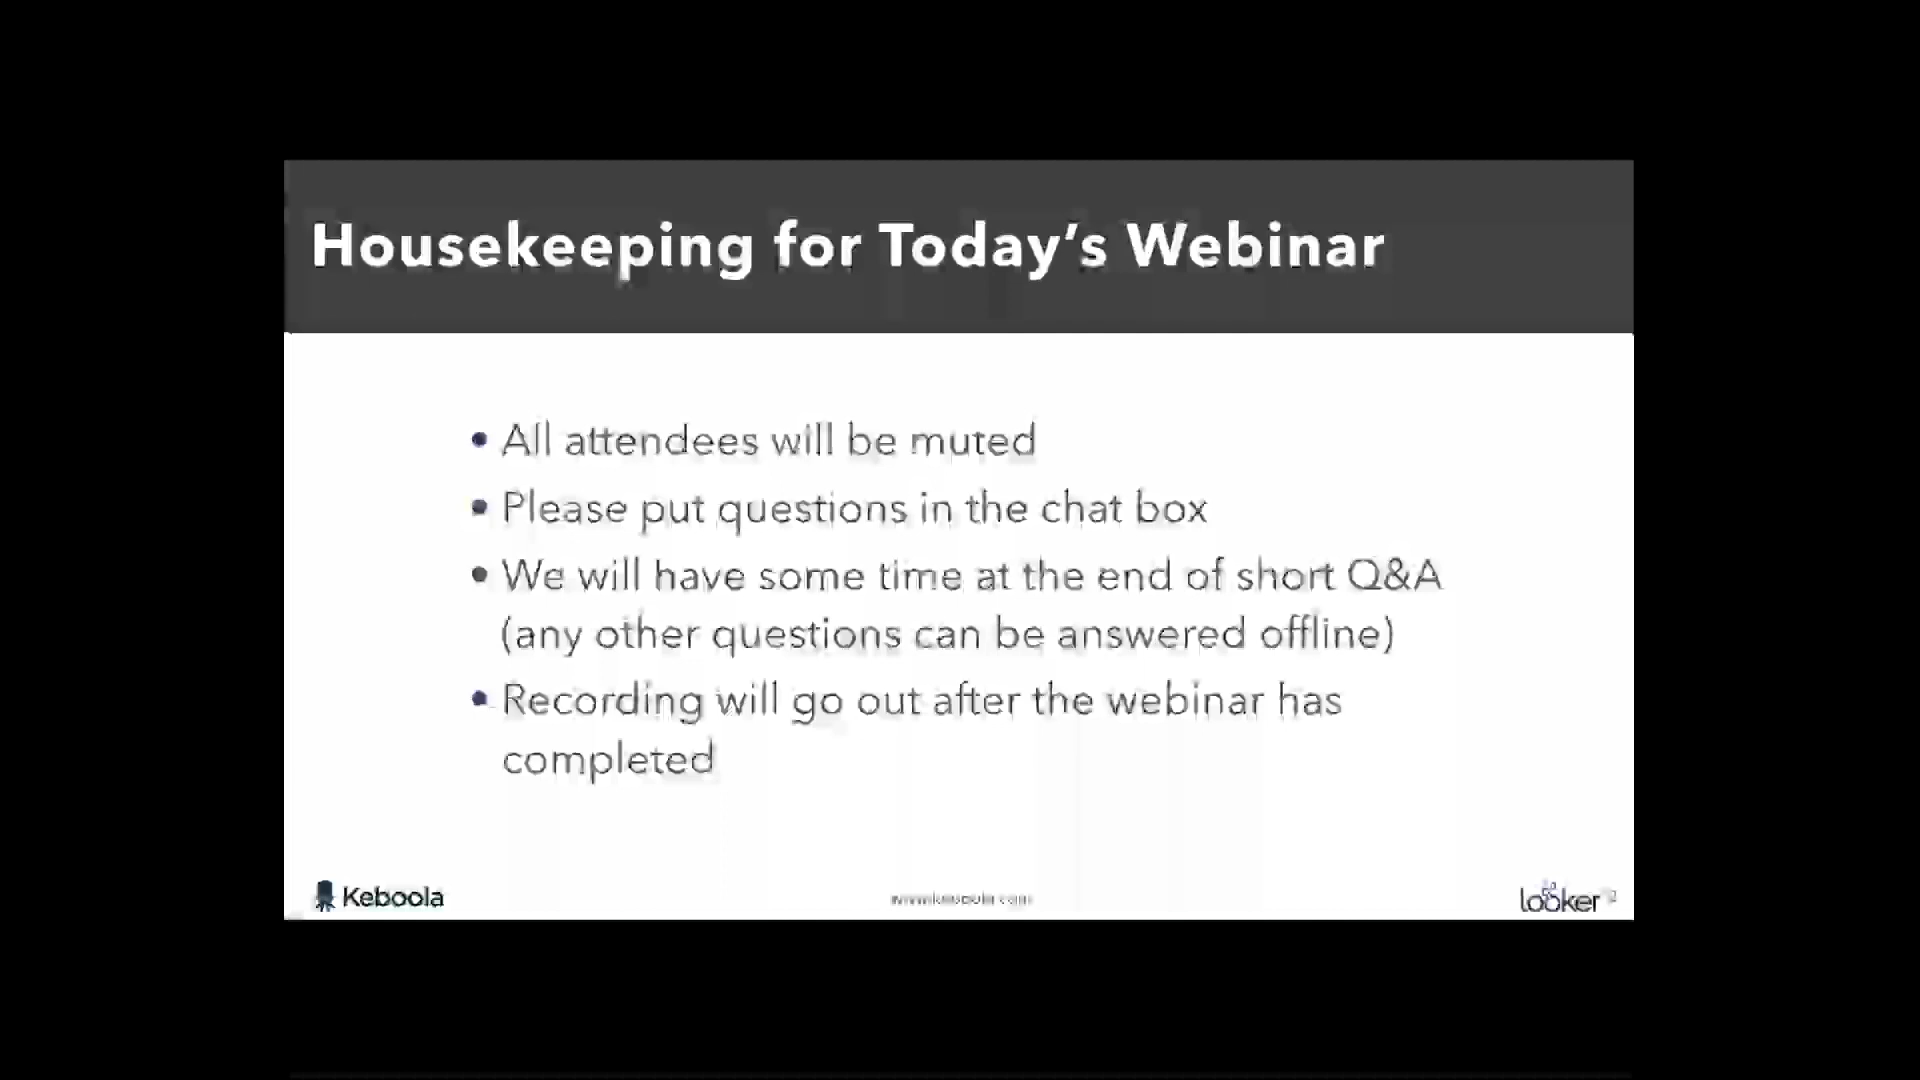 Housekeeping for Today's Webinar
• All attendees will be muted
• Please put questions in the chat box
• We will have some time at the end of short Q&A
(any other questions can be answered offline)
• Recording will go out after the webinar has
completed
Keboola
looker